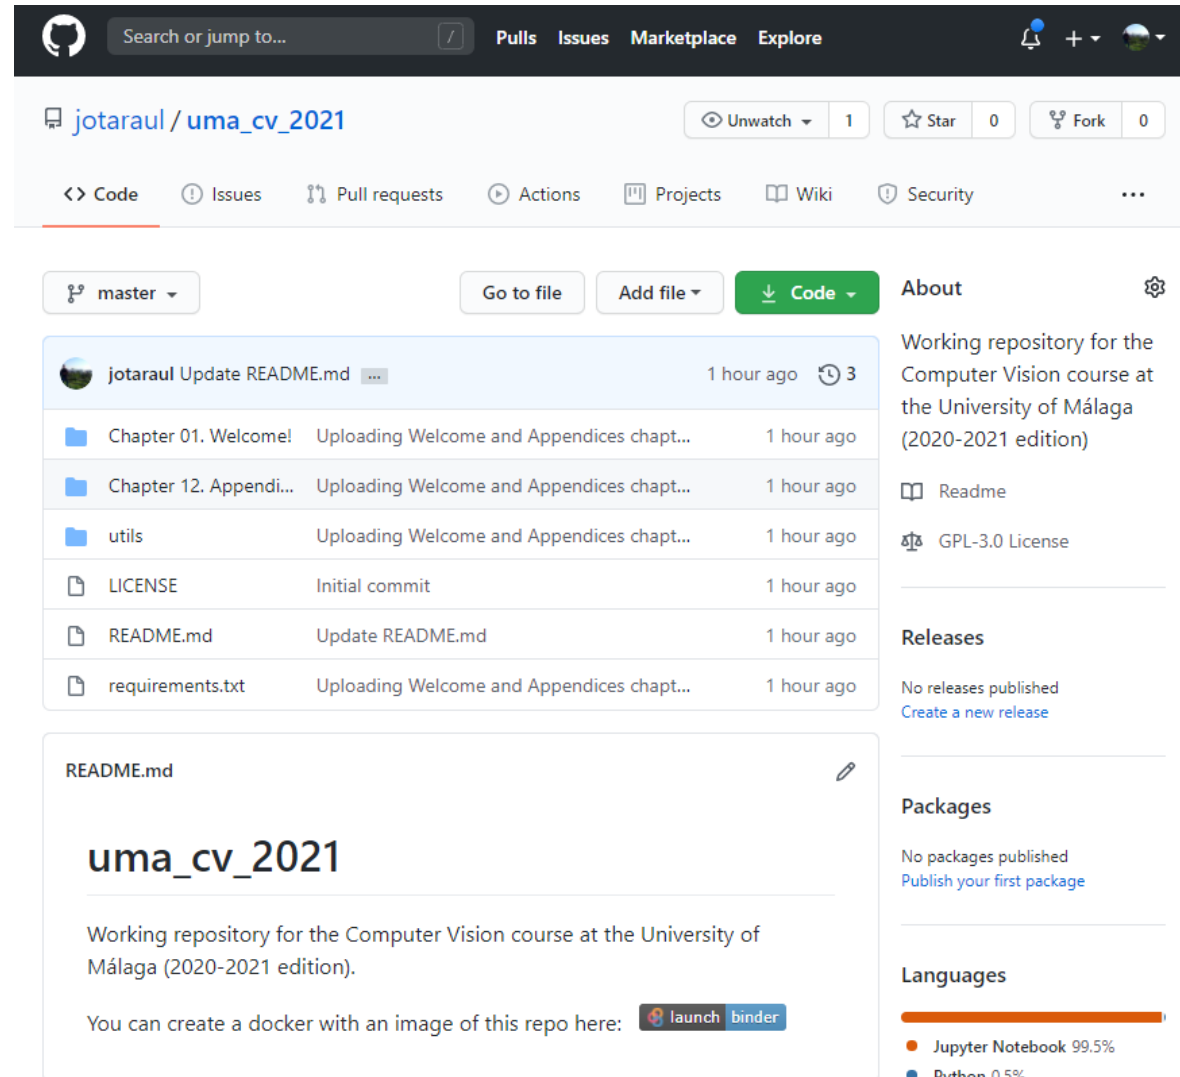 Search or jump to... /
Pulls Issues Marketplace Explore
jotaraul / uma_cv_2021
Unwatch 1 Star 0 Fork 0
<> Code Issues Pull requests Actions Projects Wiki Security ...
master Go to file Add file Code
jotaraul Update README.md ... 1 hour ago 3
Chapter 01. Welcome! Uploading Welcome and Appendices chapt... 1 hour ago
Chapter 12. Appendi... Uploading Welcome and Appendices chapt... 1 hour ago
utils Uploading Welcome and Appendices chapt... 1 hour ago
LICENSE Initial commit 1 hour ago
README.md Update README.md 1 hour ago
requirements.txt Uploading Welcome and Appendices chapt... 1 hour ago
README.md
uma_cv_2021
Working repository for the Computer Vision course at the University of
Málaga (2020-2021 edition).
You can create a docker with an image of this repo here: launch binder
About
Working repository for the
Computer Vision course at
the University of Málaga
(2020-2021 edition)
Readme
GPL-3.0 License
Releases
No releases published
Create a new release
Packages
No packages published
Publish your first package
Languages
Jupyter Notebook 99.5%
Python 0.5%